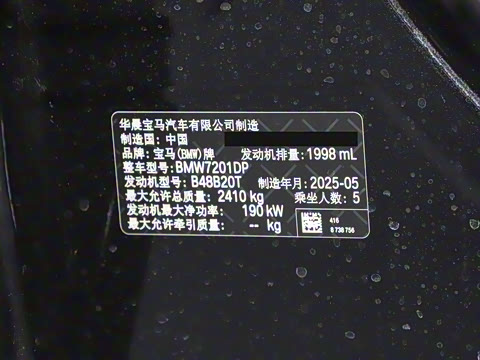 华晨宝马汽车有限公司制造
制造国: 中国
品牌: 宝马(BMW)牌 发动机排量: 1998 mL
整车型号: BMW7201DP
发动机型号: B48B20T 制造年月: 2025-05
最大允许总质量: 2410 kg 乘坐人数: 5
发动机最大净功率: 190 kW
最大允许牵引质量: -- kg
416
8 738 756